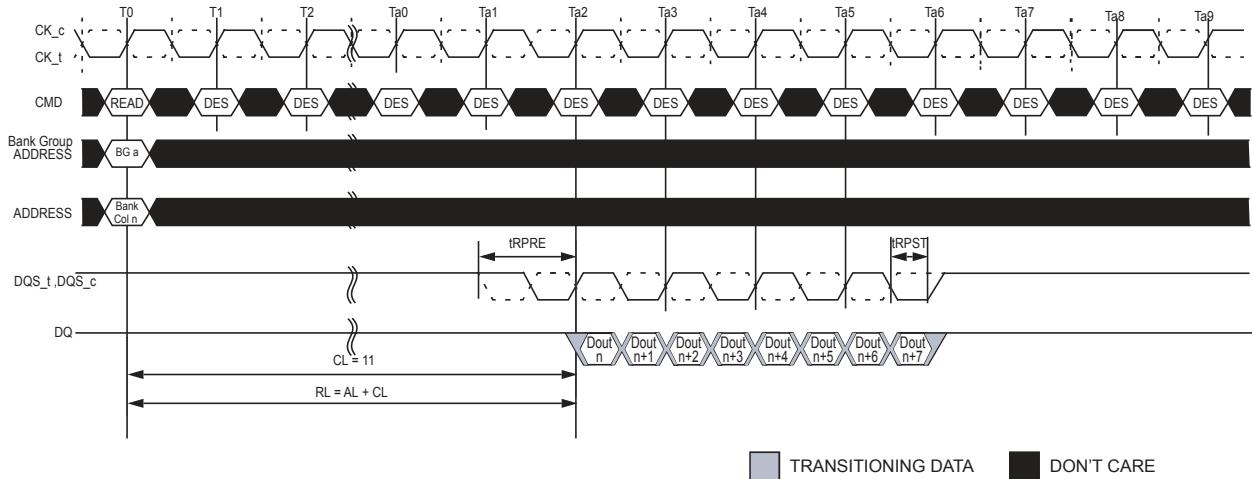 T0 T1 T2 Ta0 Ta1 Ta2 Ta3 Ta4 Ta5 Ta6 Ta7 Ta8 Ta9
CK_c
CK_t
CMD READ DES DES DES DES DES DES DES DES DES DES DES DES
Bank Group
ADDRESS BG a
ADDRESS Bank
Col n
tRPRE tRPST
DQS_t ,DQS_c
DQ
Dout Dout Dout Dout Dout Dout Dout Dout
n n+1 n+2 n+3 n+4 n+5 n+6 n+7
CL = 11
RL = AL + CL
TRANSITIONING DATA DON'T CARE